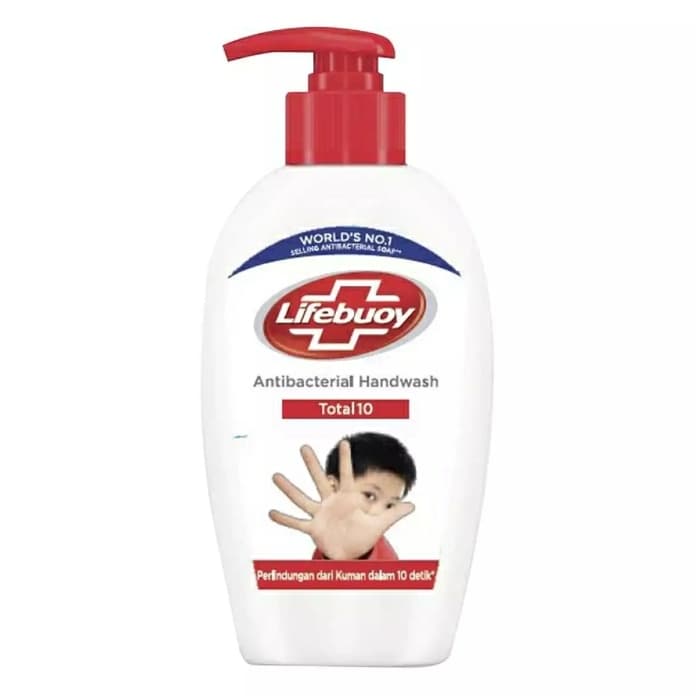 WORLD'S NO.1
SELLING ANTIBACTERIAL SOAP**
Lifebuoy
Antibacterial Handwash
Total10
Perlindungan dari Kuman dalam 10 detik*